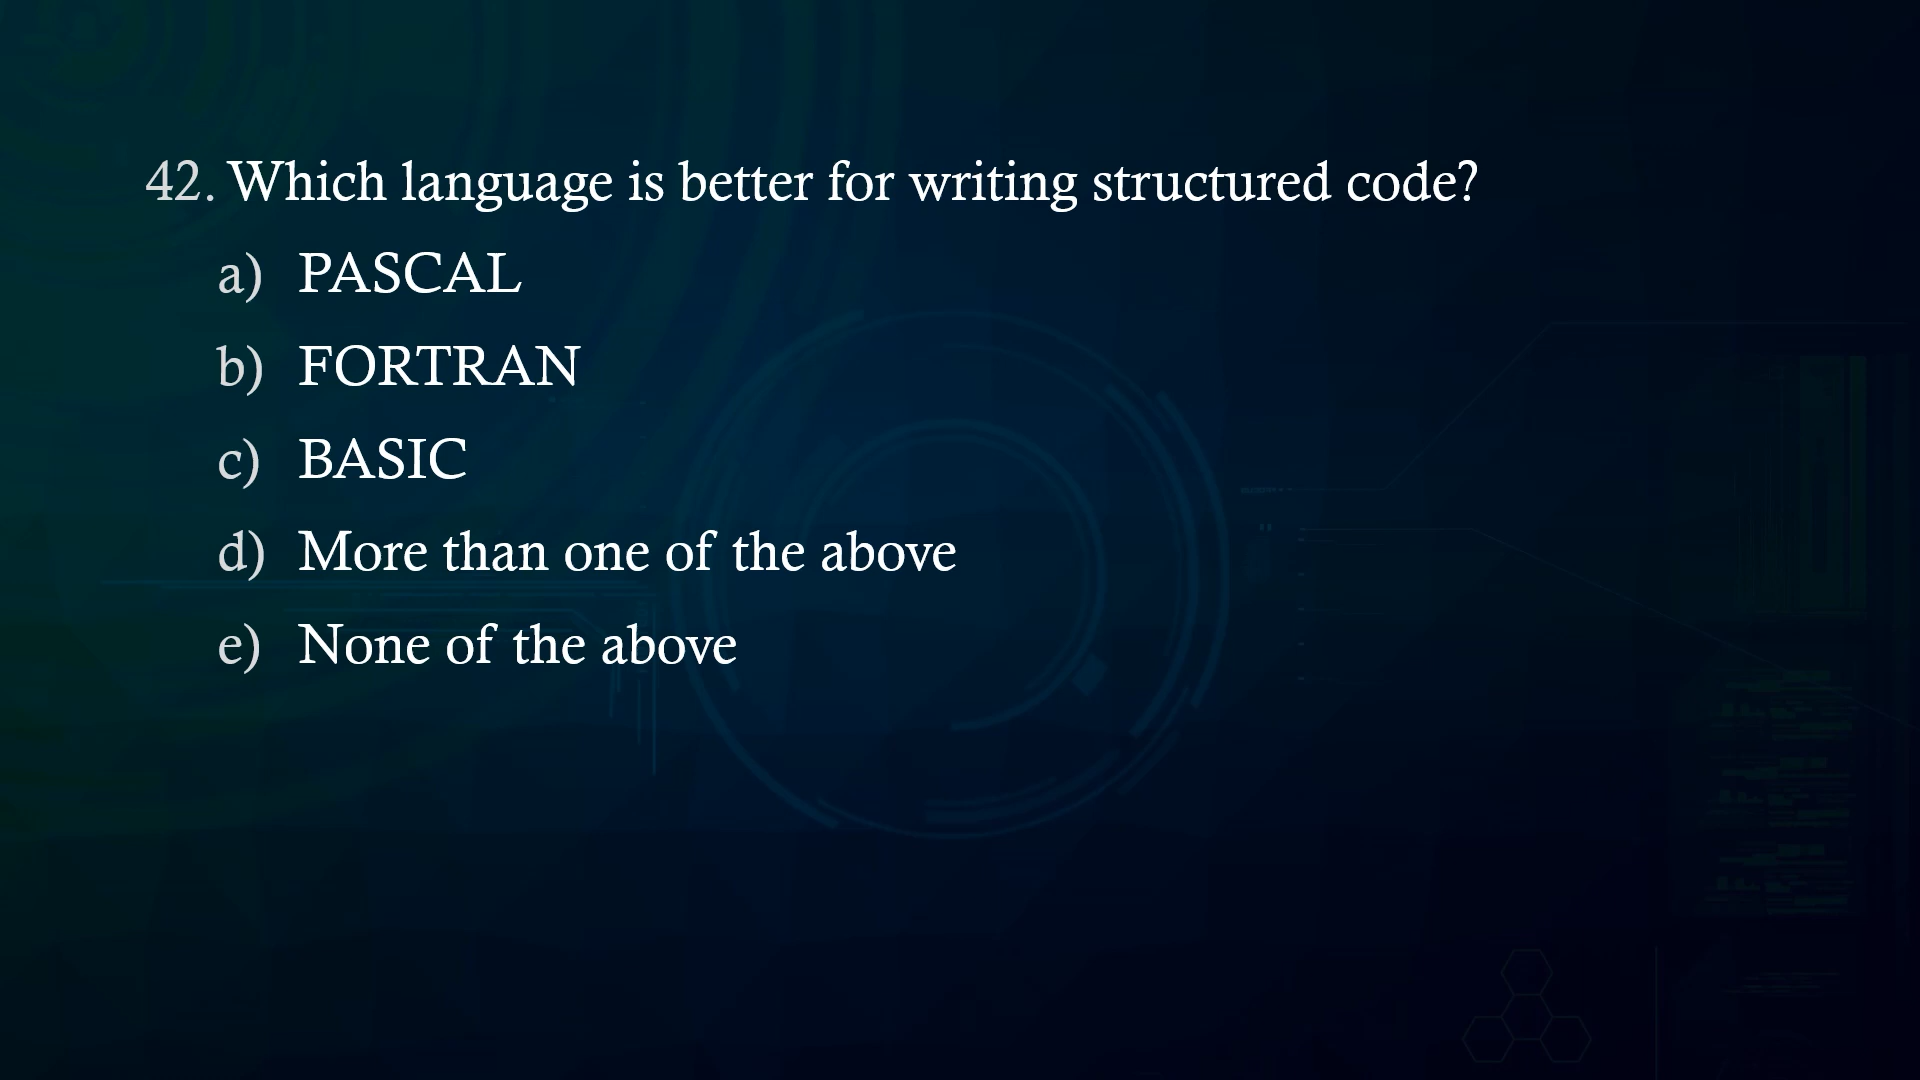 42. Which language is better for writing structured code?
a) PASCAL
b) FORTRAN
c) BASIC
d) More than one of the above
e) None of the above